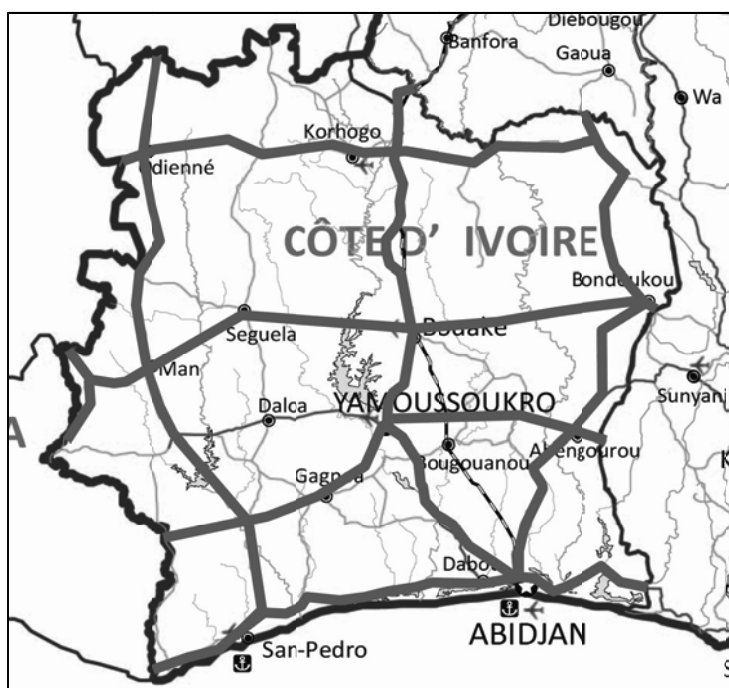 Diébougou
Banfora
Gaoua
Wa
Korhogo
Odienné
CÔTE D' IVOIRE
Bondoukou
Seguela
Bouake
Man
Sunyani
Dalca
YAMOUSSOUKRO
A
Bougouanou
Abengourou
K
Gagnoa
Dabou
ABIDJAN
San-Pedro
S